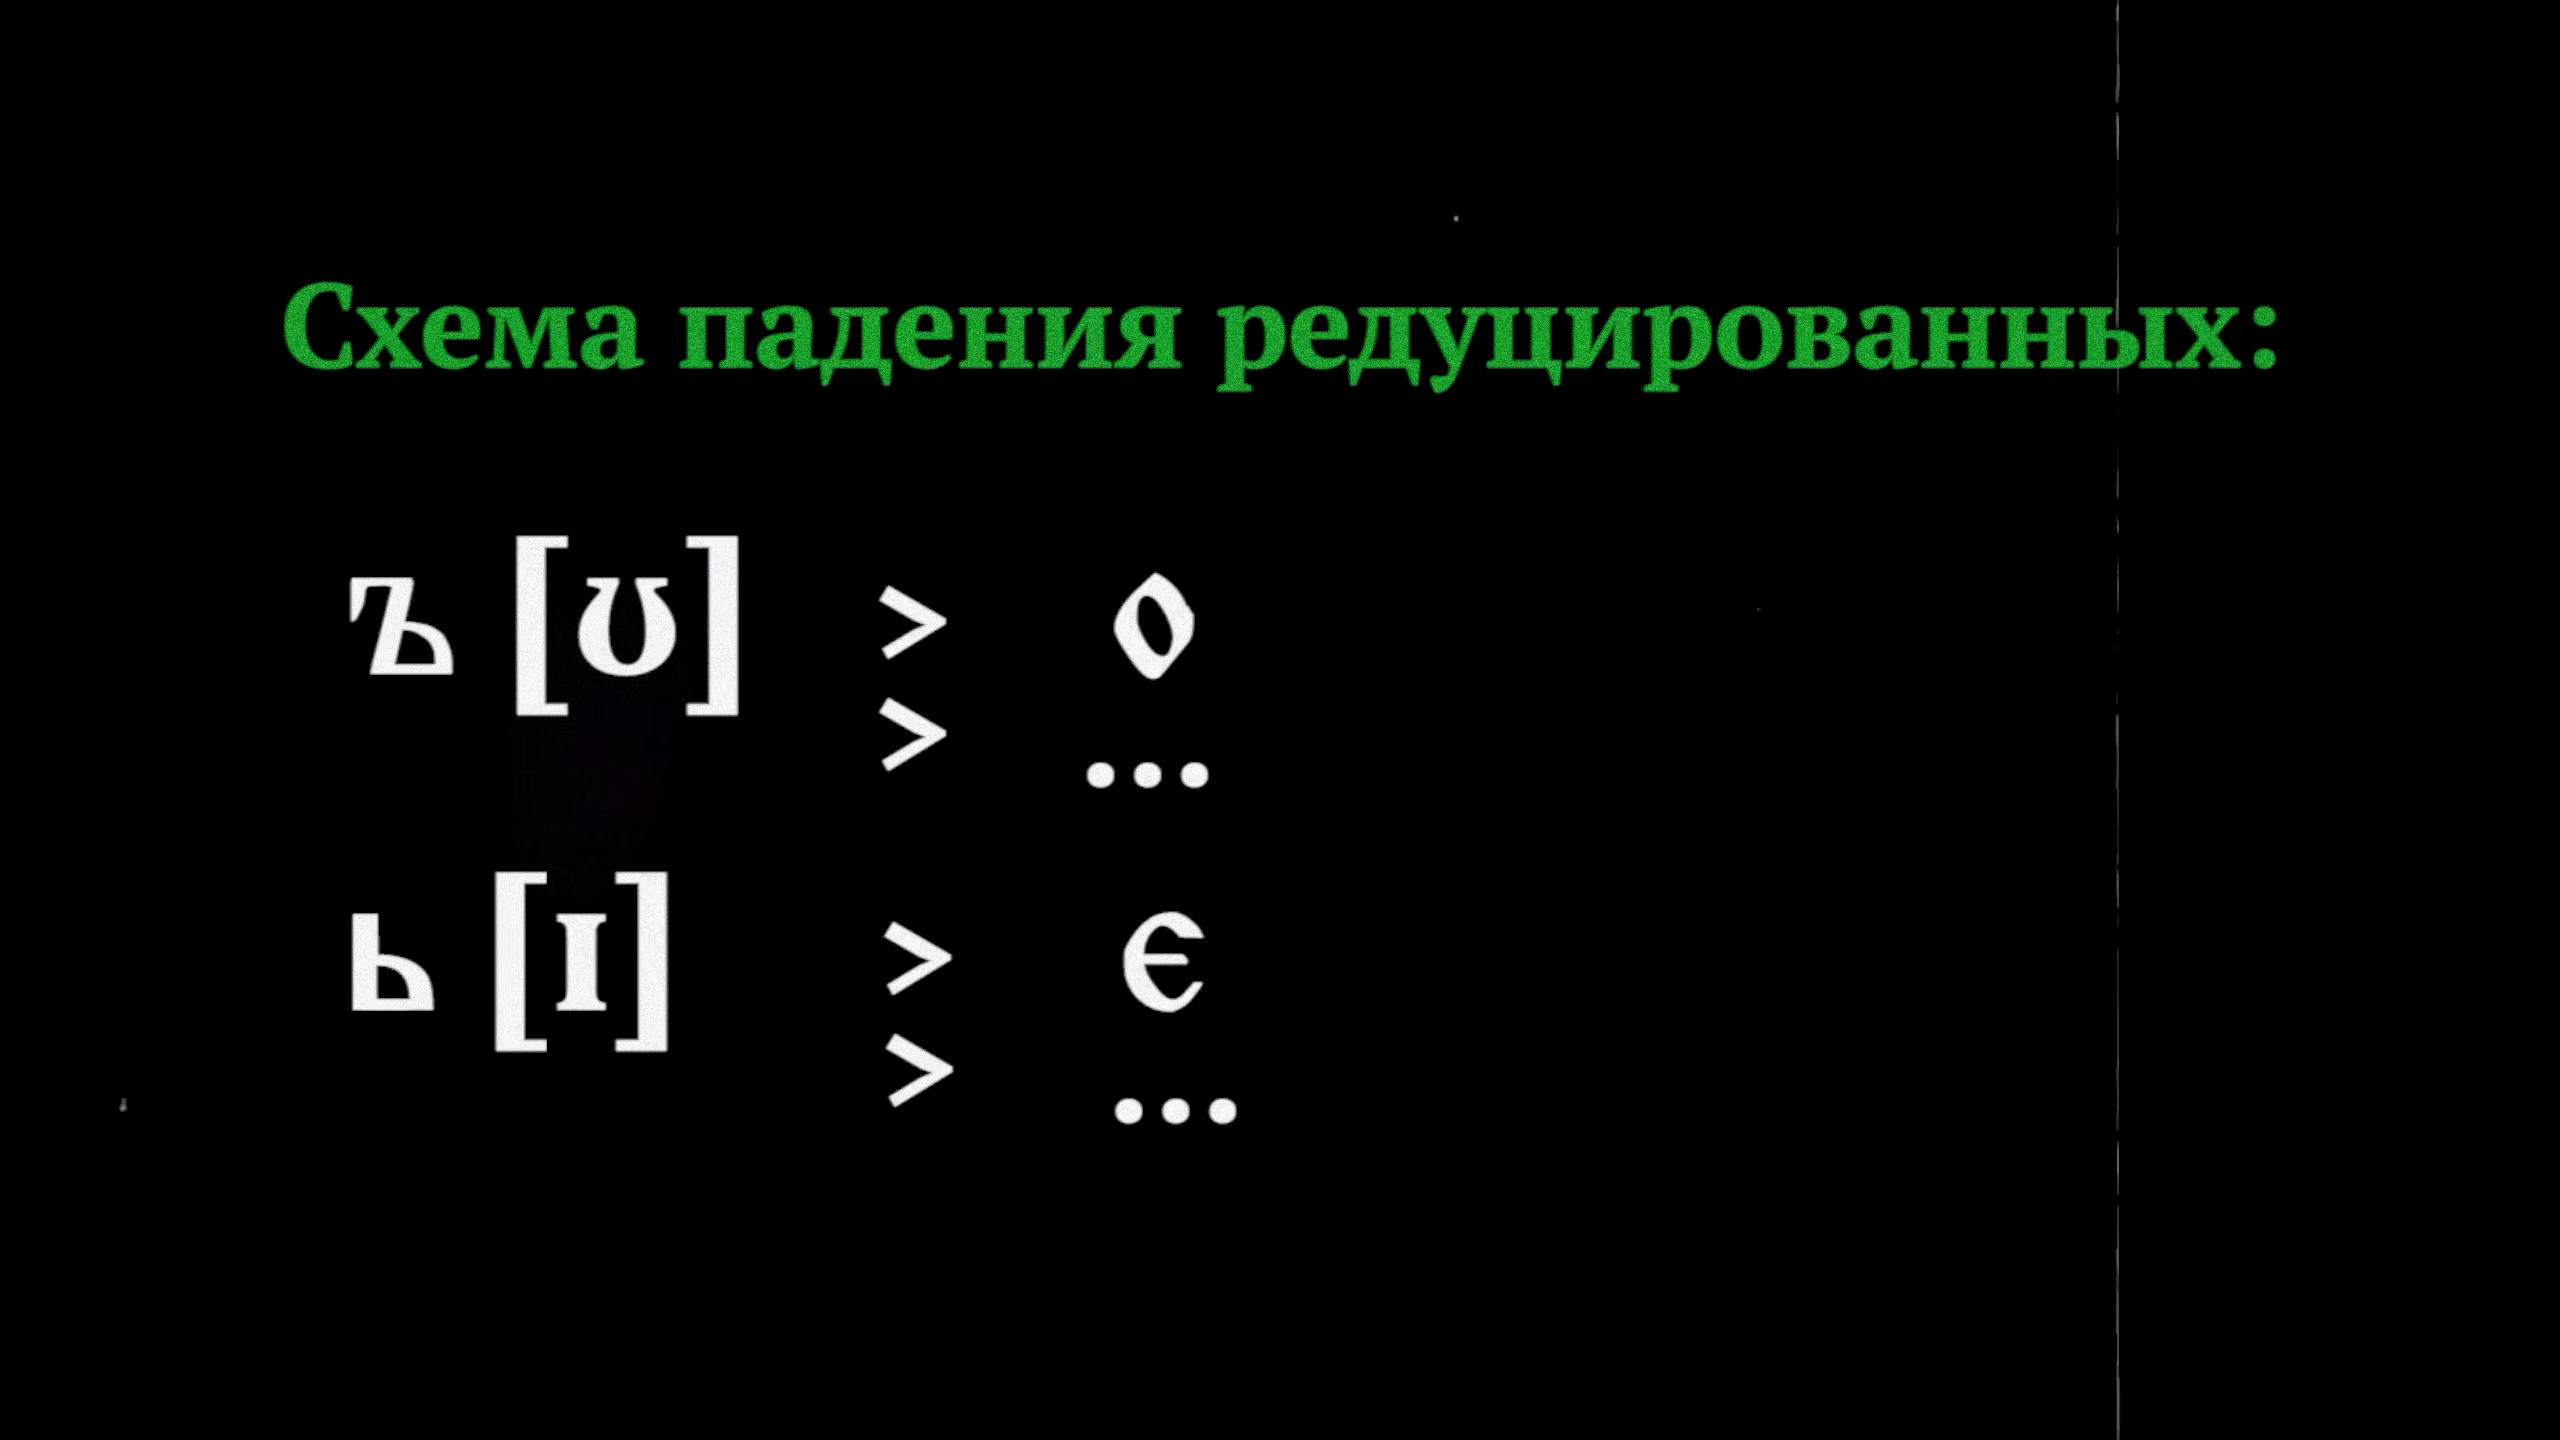 Схема падения редуцированных:
ъ [ʊ] > о
> ...
ь [ɪ] > є
> ...